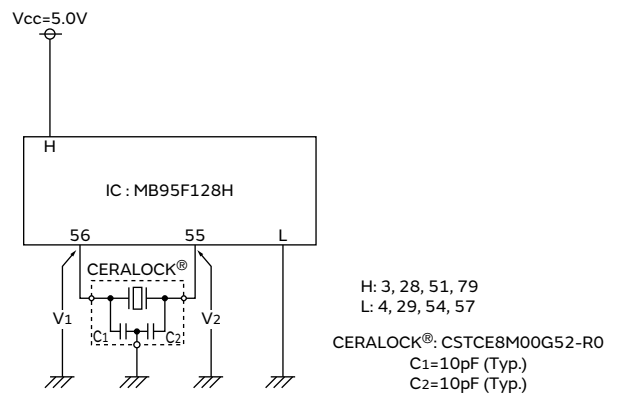 Vcc=5.0V
H
IC : MB95F128H
56
55
L
CERALOCK®
V1
C1
C2
V2
H: 3, 28, 51, 79
L: 4, 29, 54, 57
CERALOCK®: CSTCE8M00G52-R0
C1=10pF (Typ.)
C2=10pF (Typ.)